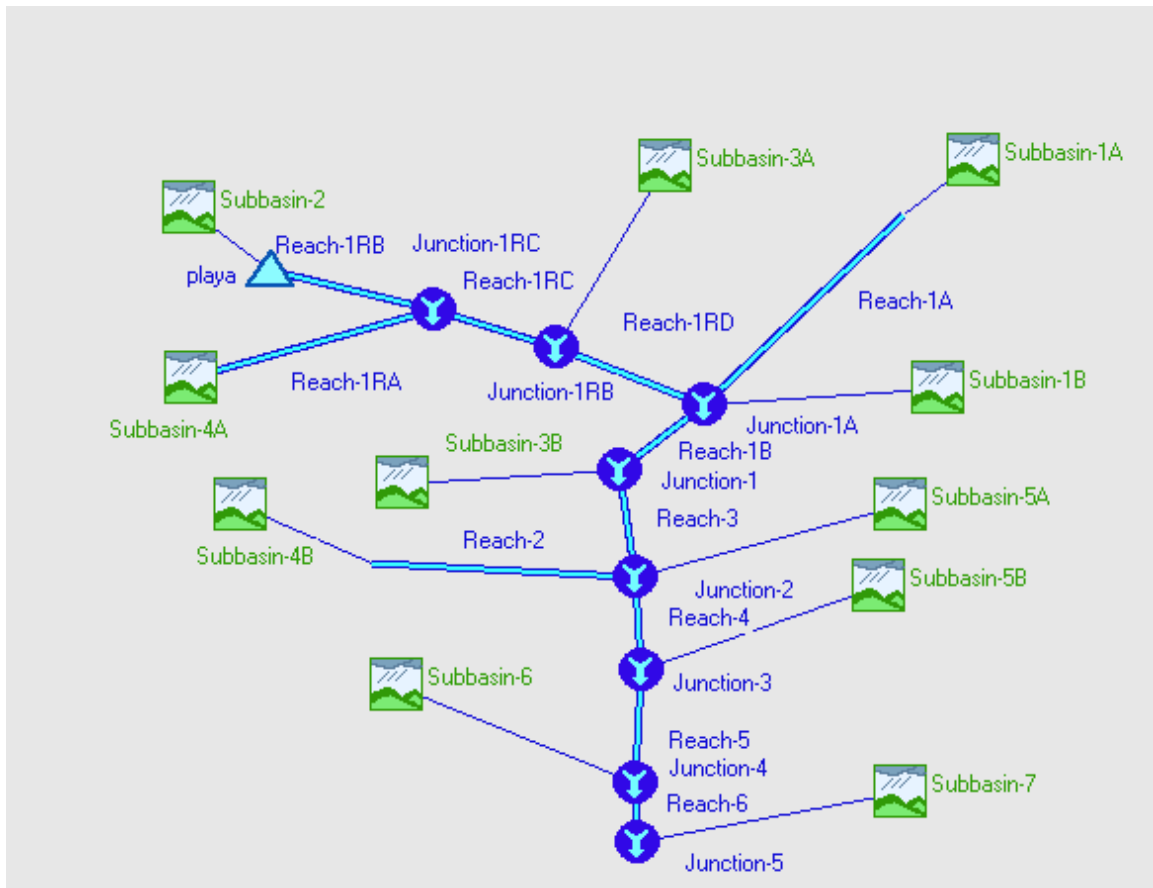 Subbasin-3A
Subbasin-1A
Subbasin-2
Reach-1RB
Junction-1RC
playa
Reach-1RC
Reach-1A
Reach-1RD
Reach-1RA
Junction-1RB
Subbasin-1B
Subbasin-4A
Junction-1A
Subbasin-3B
Reach-1B
Junction-1
Subbasin-5A
Reach-3
Reach-2
Subbasin-4B
Subbasin-5B
Junction-2
Reach-4
Subbasin-6
Junction-3
Reach-5
Junction-4
Subbasin-7
Reach-6
Junction-5